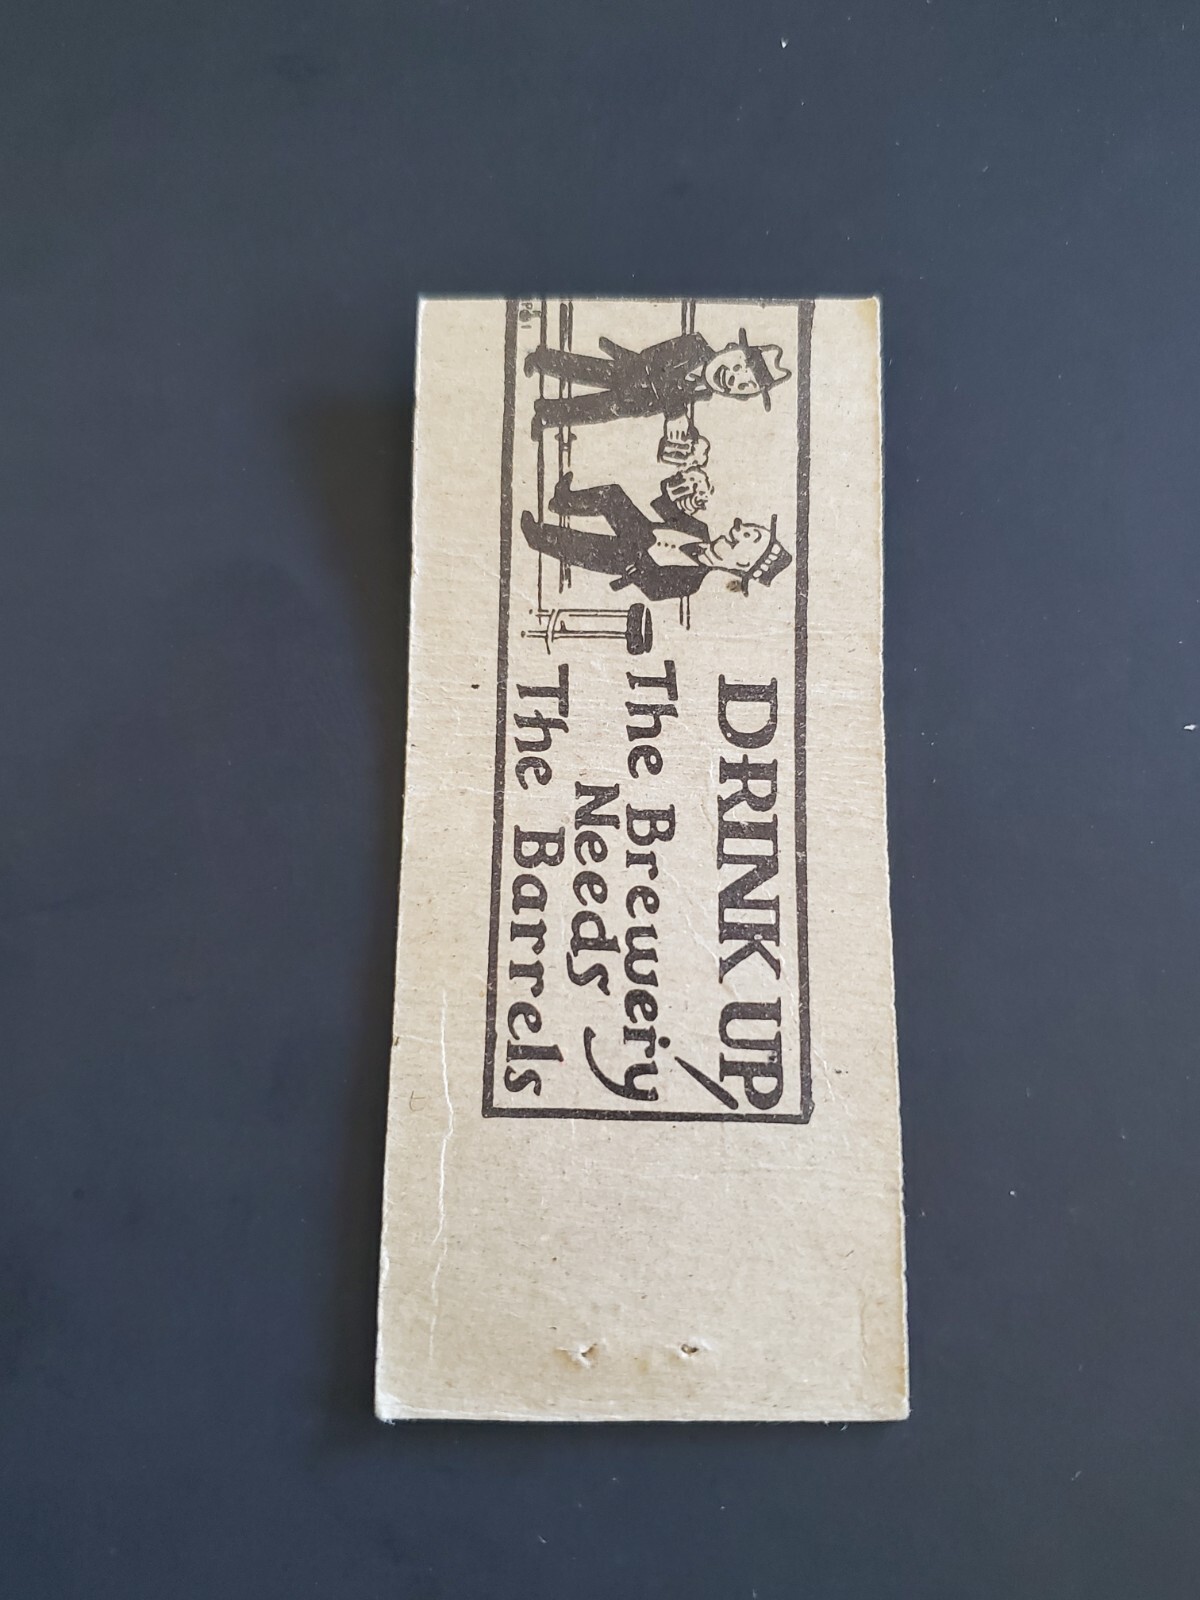 DRINK UP!
The Brewery
Needs
The Barrels